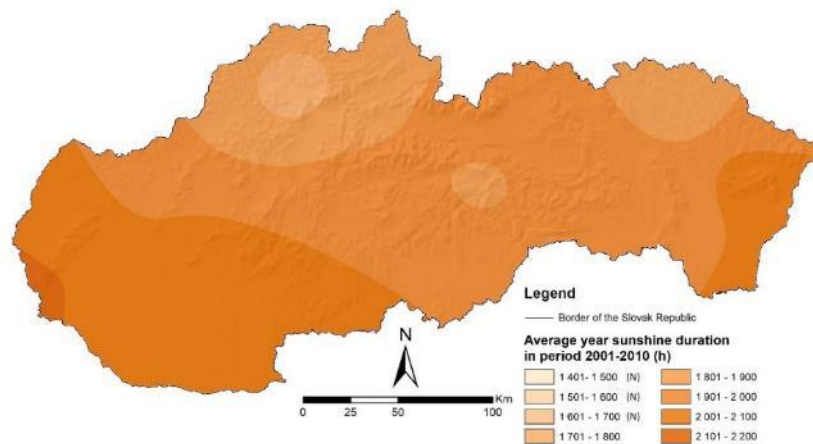 Legend
Border of the Slovak Republic
Average year sunshine duration
in period 2001-2010 (h)
1 401- 1 500 (N)
1 501 - 1 600 (N)
1 601 - 1 700 (N)
1 701 - 1 800
1 801 - 1 900
1 901 - 2 000
2 001 - 2 100
2 101 - 2 200
N
Km
0 25 50 100